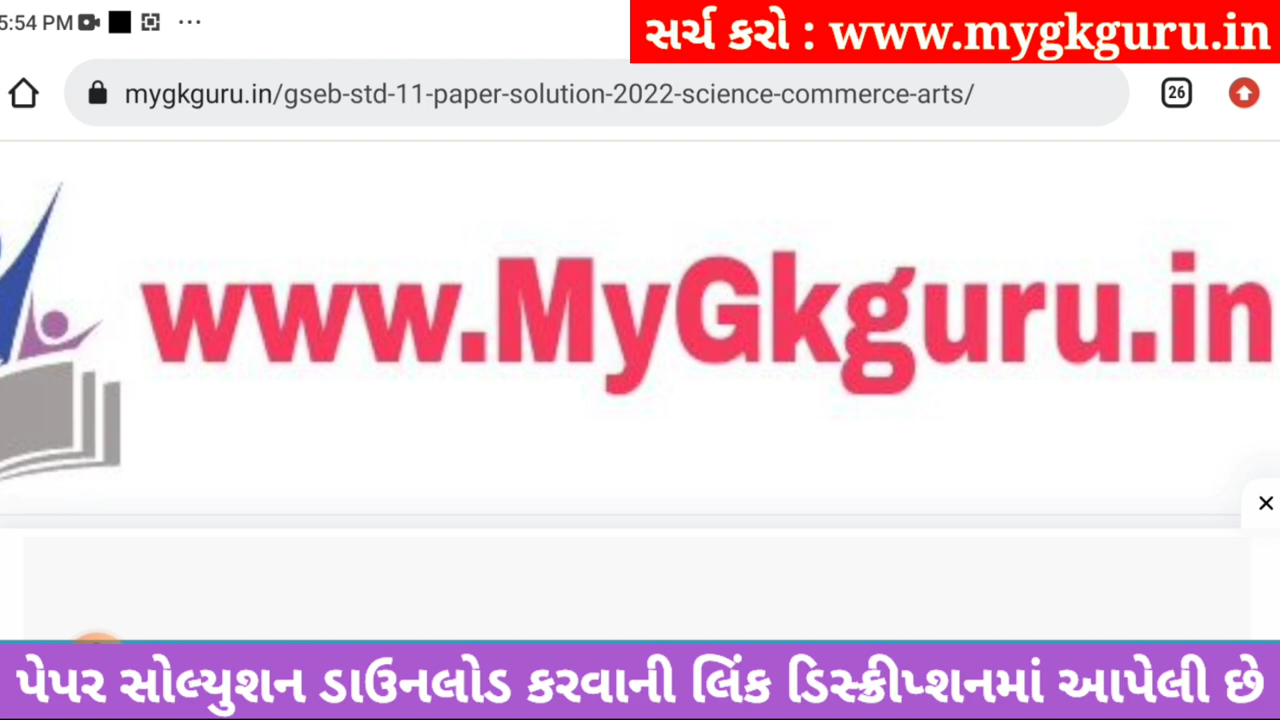 5:54 PM
સર્ચ કરો : www.mygkguru.in
mygkguru.in/gseb-std-11-paper-solution-2022-science-commerce-arts/
26
www.MyGkguru.in
પેપર સોલ્યુશન ડાઉનલોડ કરવાની લિંક ડિસ્ક્રીપ્શનમાં આપેલી છે